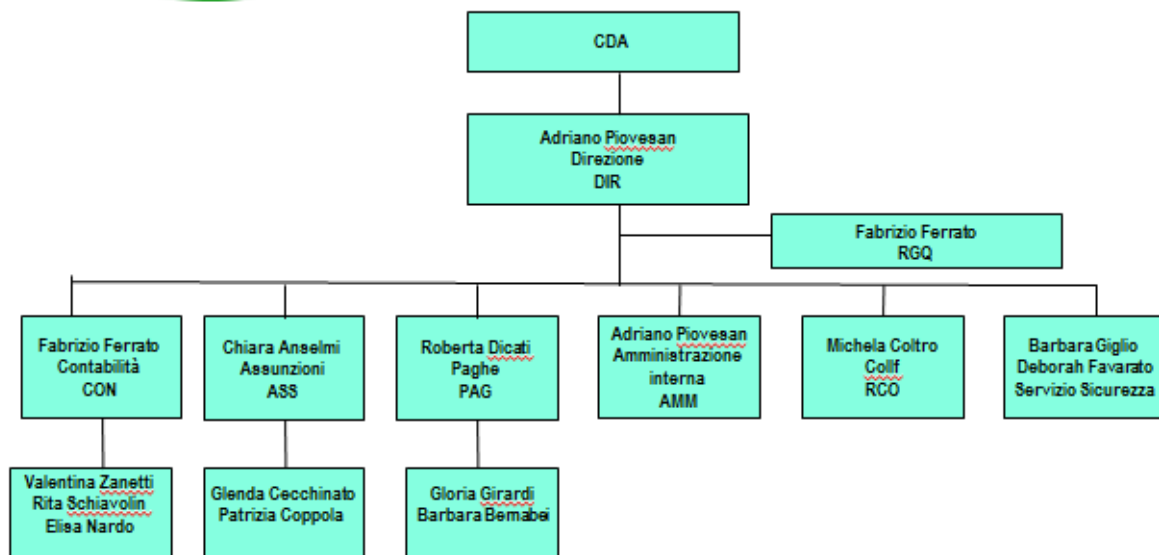 CDA
Adriano Piovesan
Direzione
DIR
Fabrizio Ferrato
RGQ
Fabrizio Ferrato
Contabilità
CON
Chiara Anselmi
Assunzioni
ASS
Roberta Dicati
Paghe
PAG
Adriano Piovesan
Amministrazione
interna
AMM
Michela Coltro
Collf
RCO
Barbara Giglio
Deborah Favarato
Servizio Sicurezza
Valentina Zanetti
Rita Schiavolin
Elisa Nardo
Glenda Cecchinato
Patrizia Coppola
Gloria Girardi
Barbara Bernabei